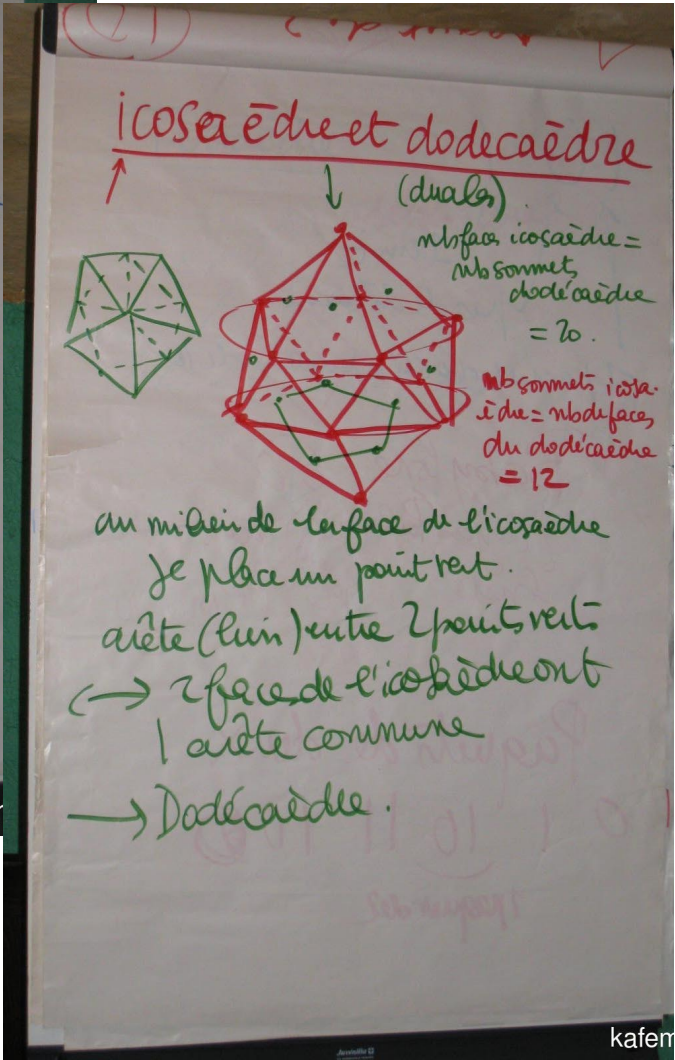 icosaèdre et dodecaèdre
(duales).
nb faces icosaèdre =
nb sommets
dodécaèdre
= 20.
nb sommets icosa-
èdre = nb de faces
du dodécaèdre
= 12
au milieu de la face de l'icosaèdre
je place un point vert.
arête (lien) entre 2 points verts
↔ 2 faces de l'icosaèdre ont
1 arête commune
→ Dodécaèdre.
kafem